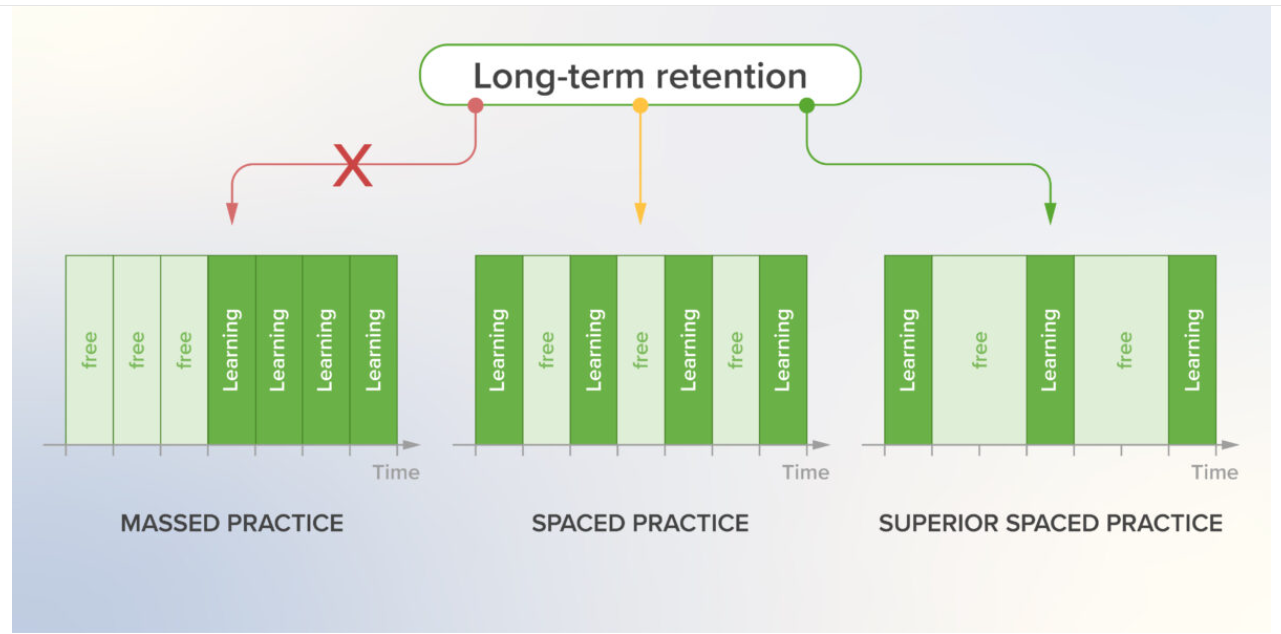 Long-term retention
X
free
free
free
Learning
Learning
Learning
Learning
Time
MASSED PRACTICE
Learning
free
Learning
free
Learning
free
Learning
Time
SPACED PRACTICE
Learning
free
Learning
free
Learning
Time
SUPERIOR SPACED PRACTICE